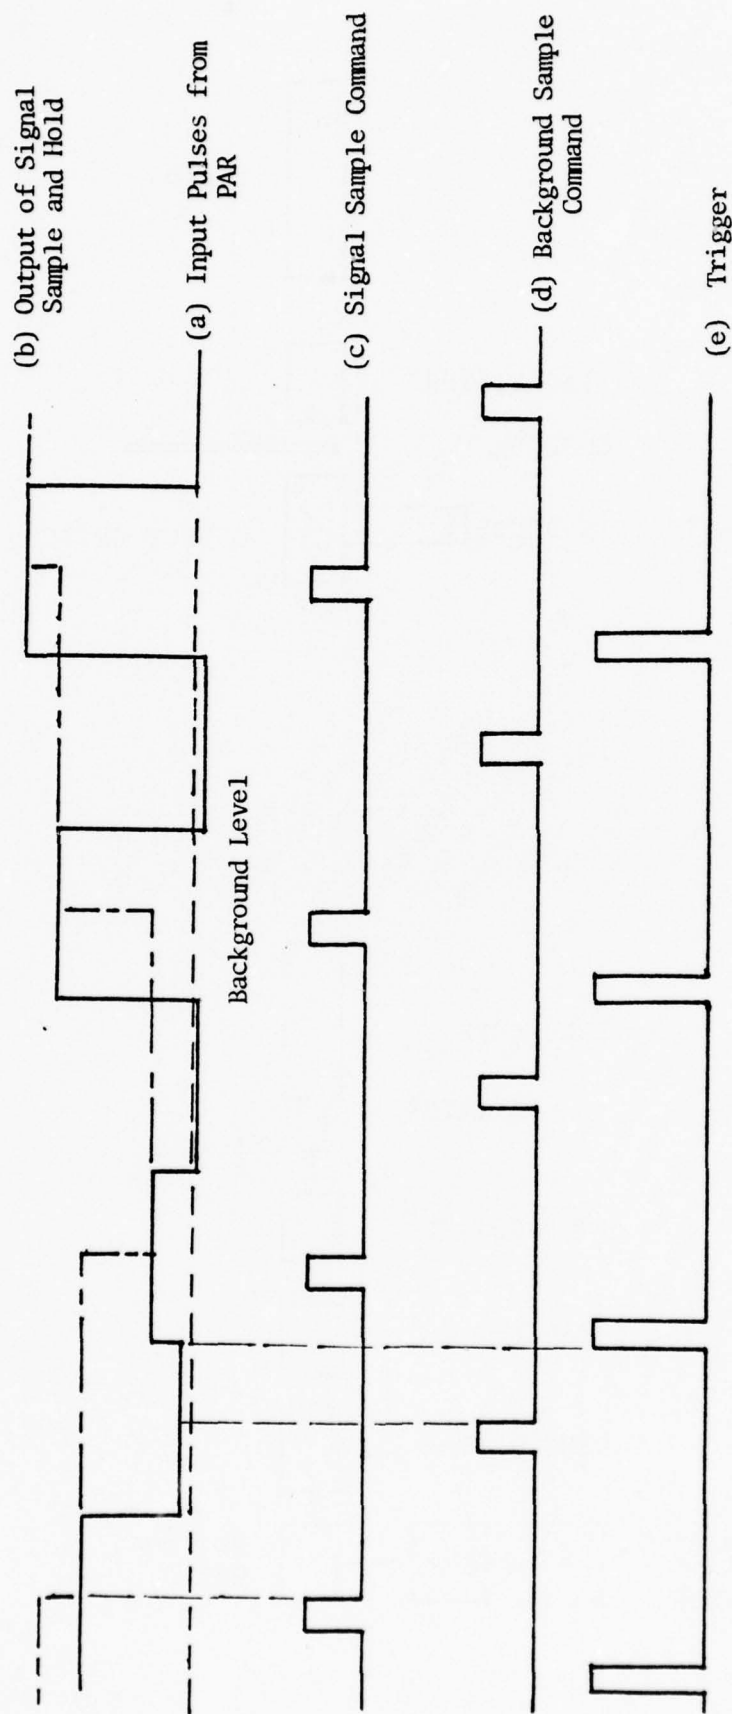 (b) Output of Signal
Sample and Hold
(a) Input Pulses from
PAR
Background Level
(c) Signal Sample Command
(d) Background Sample
Command
(e) Trigger